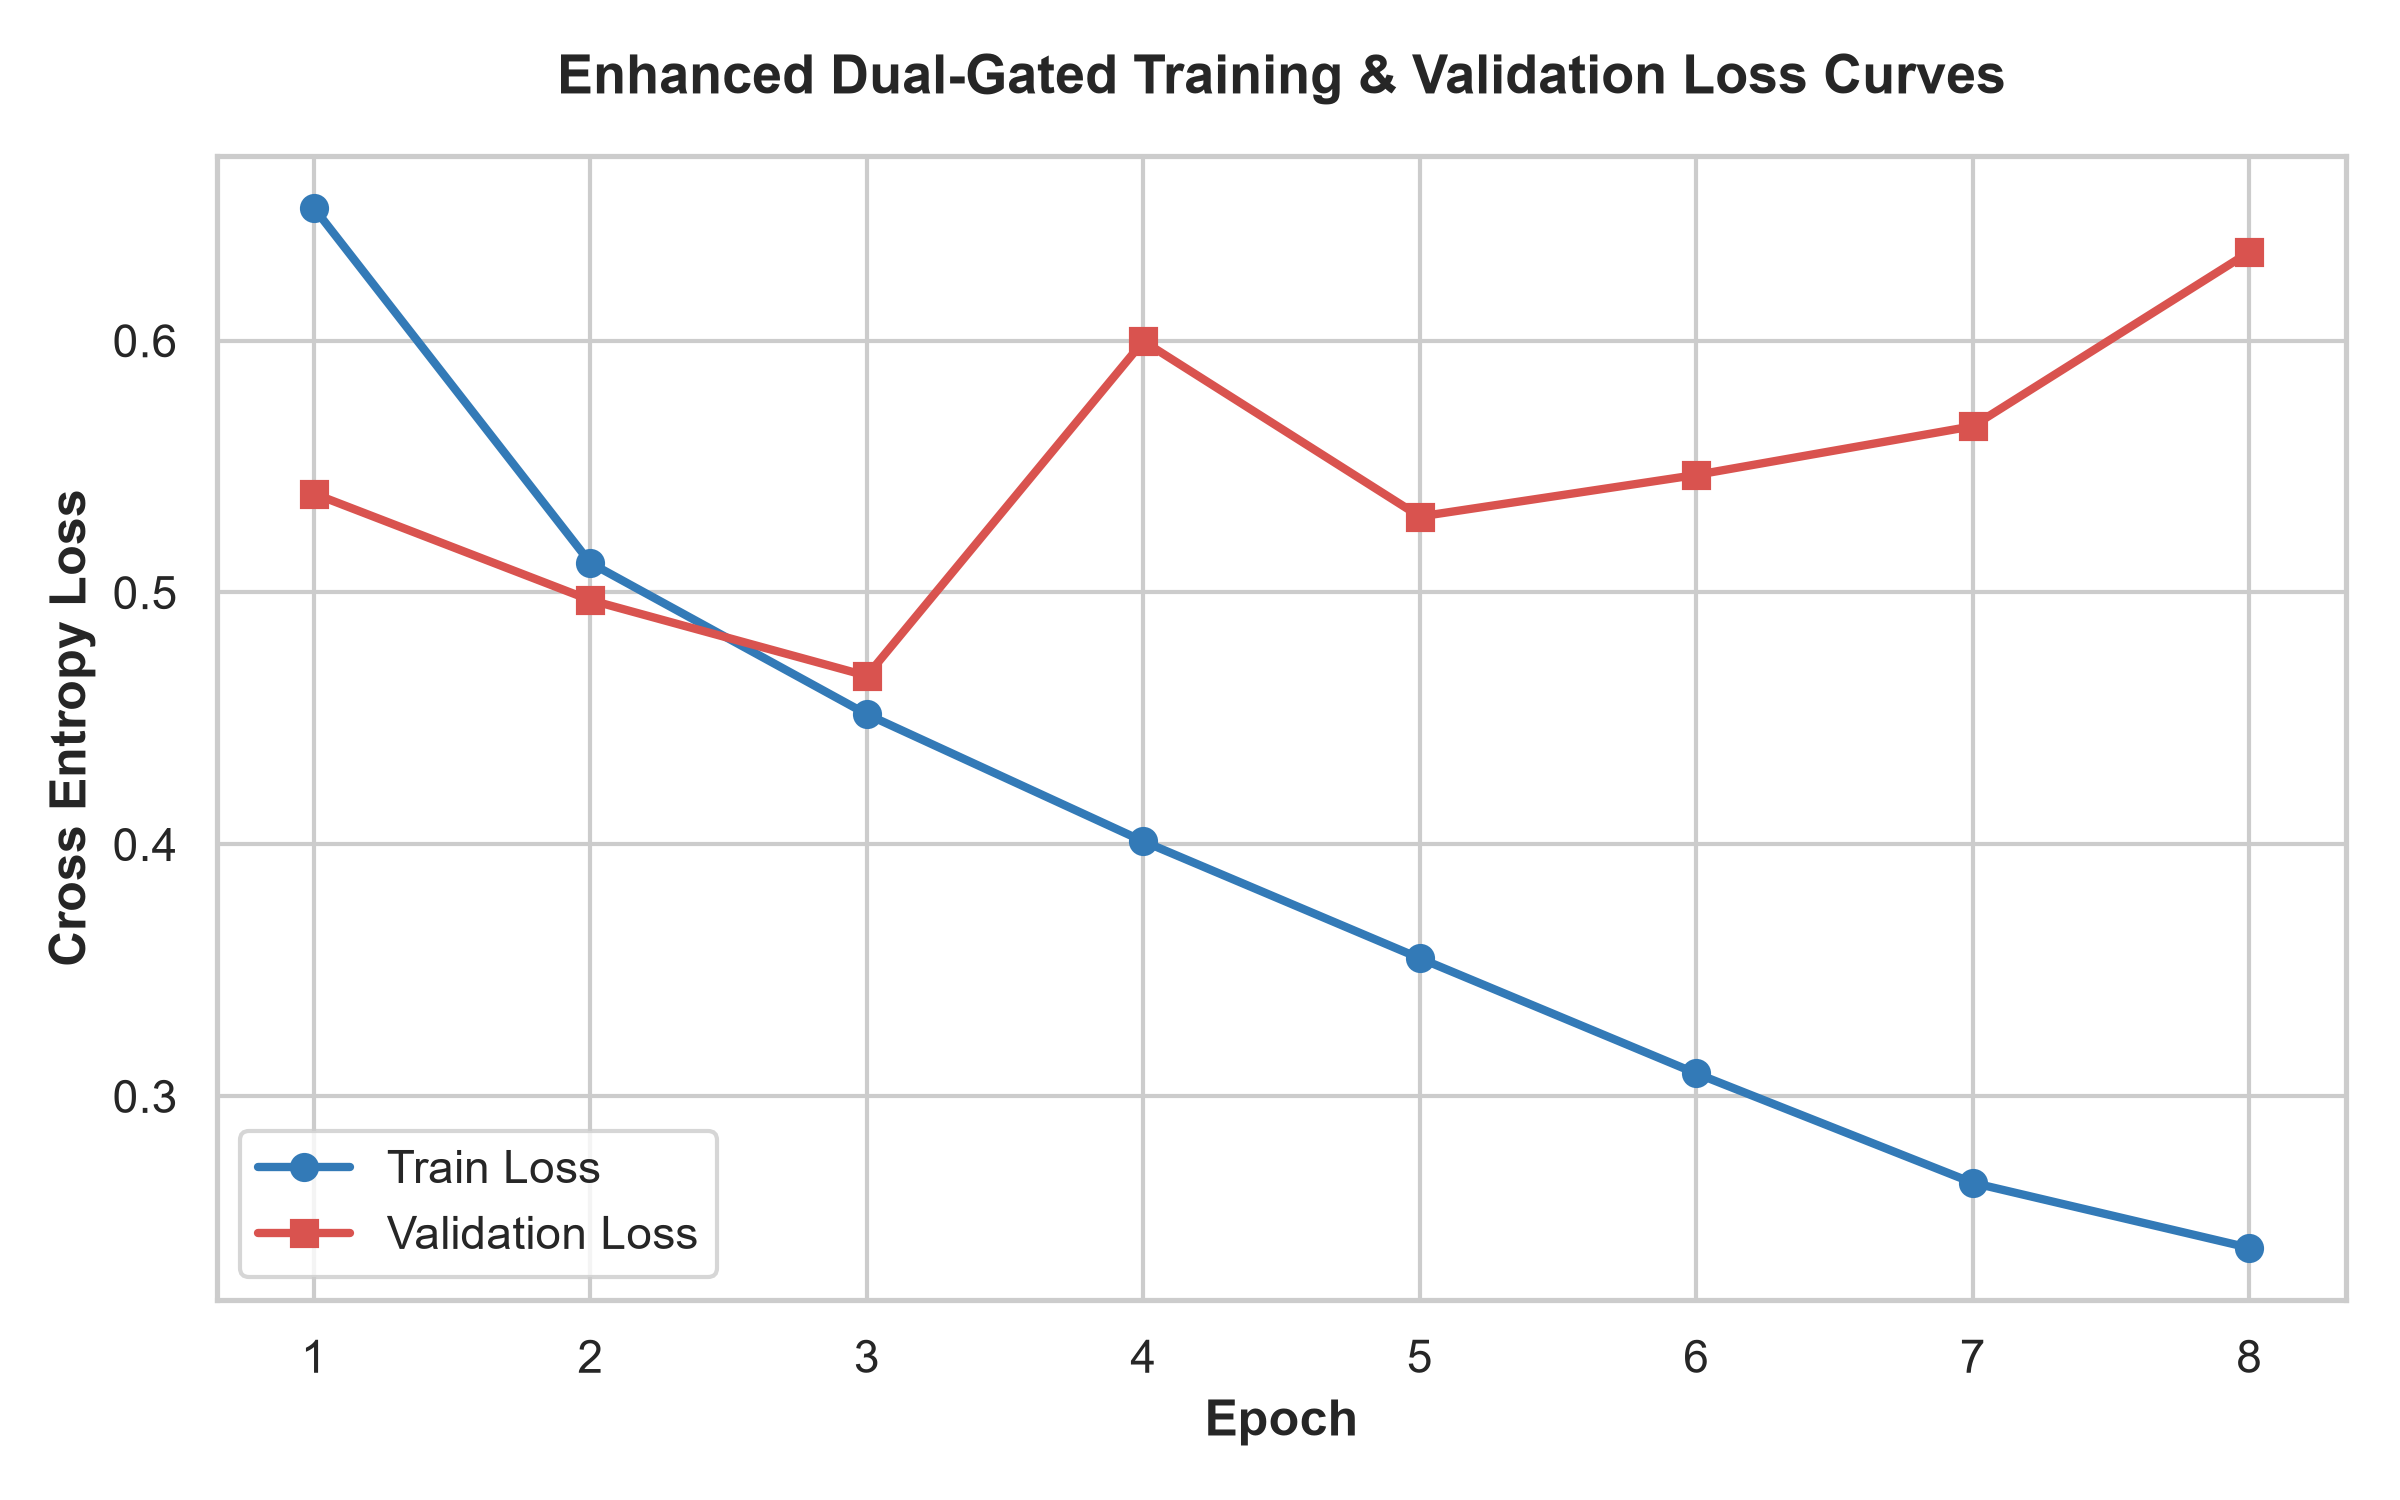 Enhanced Dual-Gated Training & Validation Loss Curves
Cross Entropy Loss
0.6
0.5
0.4
0.3
Train Loss
Validation Loss
1 2 3 4 5 6 7 8
Epoch